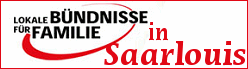 LOKALE BÜNDNISSE
FÜR FAMILIE
in
Saarlouis